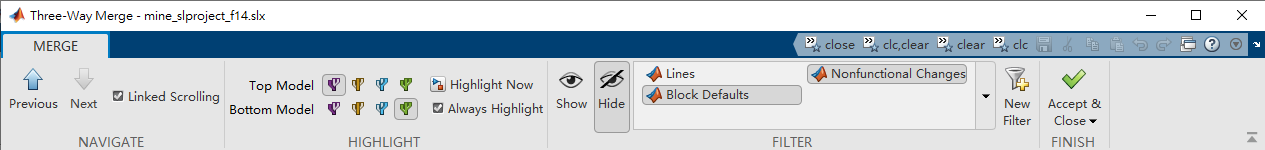 Three-Way Merge - mine_slproject_f14.slx
MERGE
close clc,clear clear clc
Previous Next Linked Scrolling
Top Model Highlight Now
Bottom Model Always Highlight
Show Hide
Lines Nonfunctional Changes
Block Defaults
New Filter
Accept & Close
NAVIGATE HIGHLIGHT FILTER FINISH